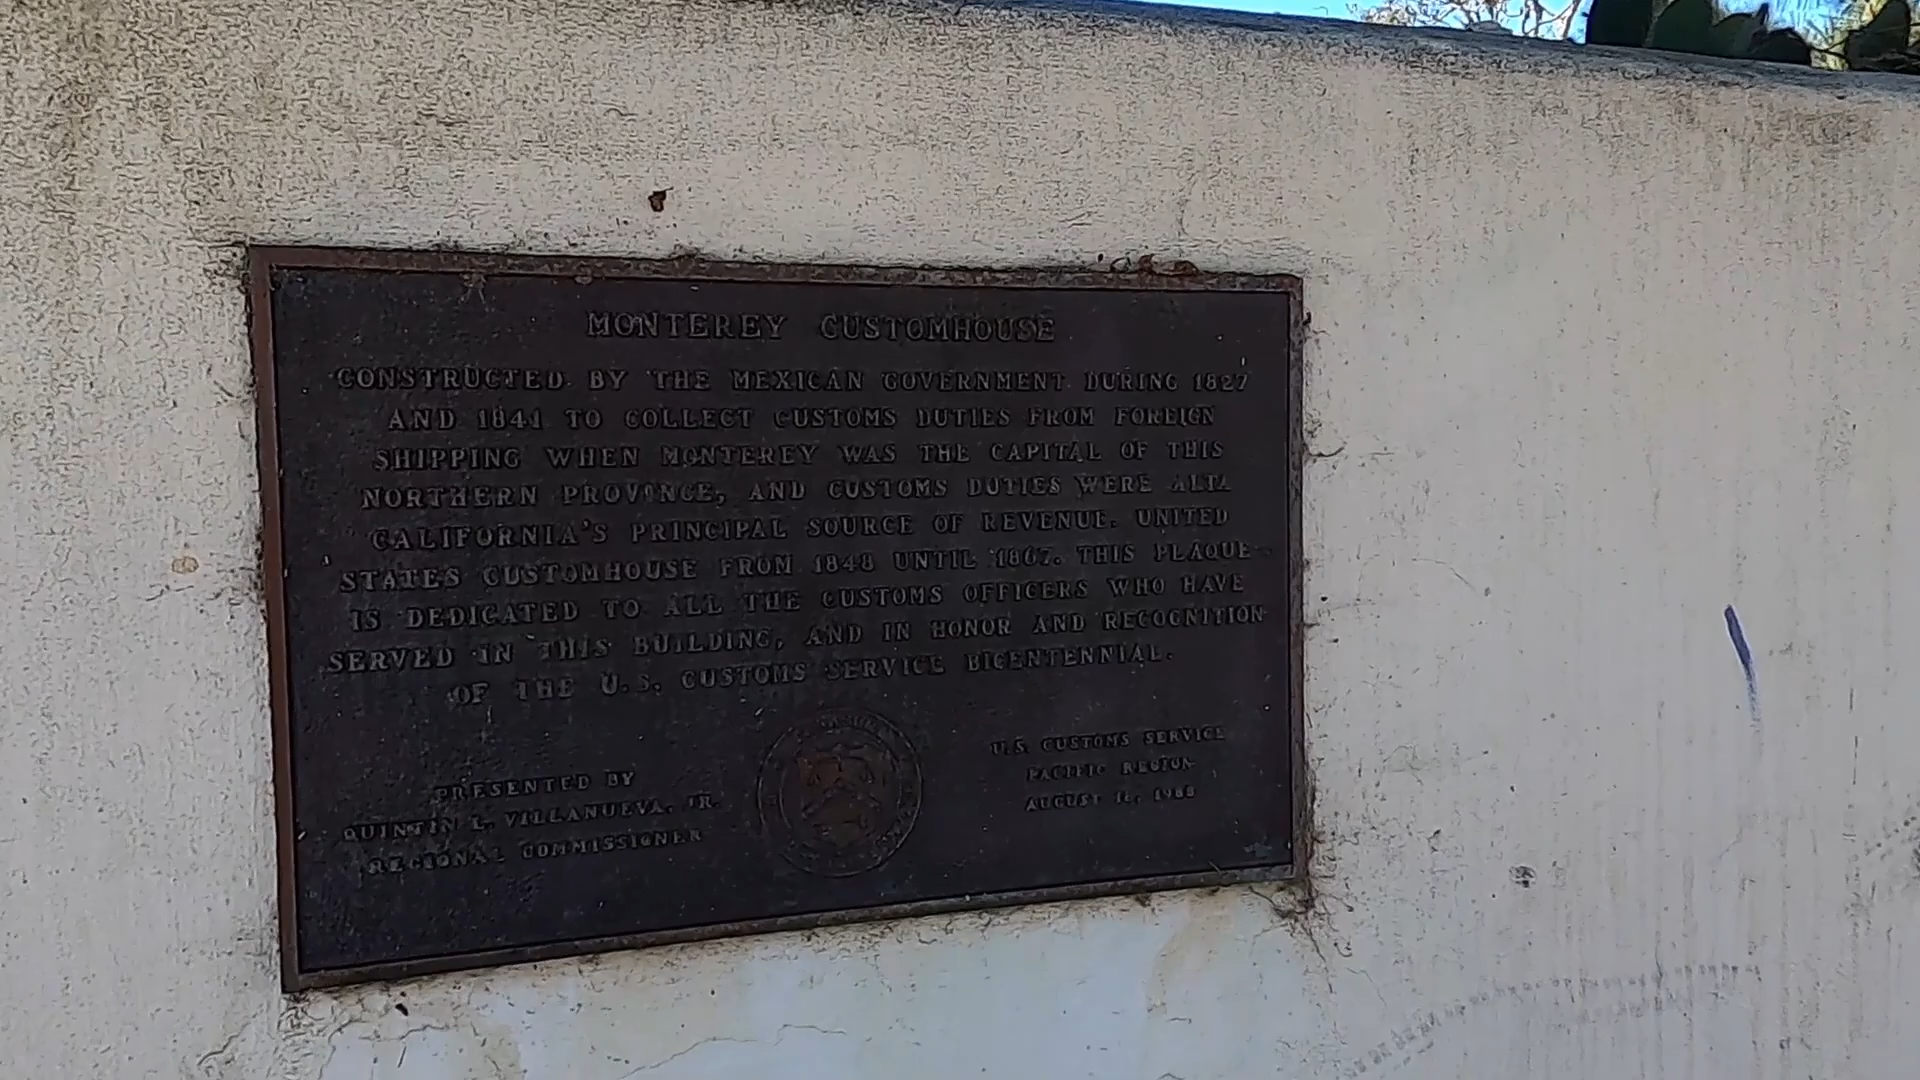 MONTEREY CUSTOMHOUSE
CONSTRUCTED BY THE MEXICAN GOVERNMENT DURING 1827
AND 1841 TO COLLECT CUSTOMS DUTIES FROM FOREIGN
SHIPPING WHEN MONTEREY WAS THE CAPITAL OF THIS
NORTHERN PROVINCE, AND CUSTOMS DUTIES WERE ALTA
CALIFORNIA'S PRINCIPAL SOURCE OF REVENUE. UNITED
STATES CUSTOMHOUSE FROM 1848 UNTIL 1867. THIS PLAQUE
IS DEDICATED TO ALL THE CUSTOMS OFFICERS WHO HAVE
SERVED IN THIS BUILDING, AND IN HONOR AND RECOGNITION
OF THE U.S. CUSTOMS SERVICE BICENTENNIAL.
PRESENTED BY
QUINTIN L. VILLANUEVA, JR.
REGIONAL COMMISSIONER
U.S. CUSTOMS SERVICE
PACIFIC REGION
AUGUST 1988